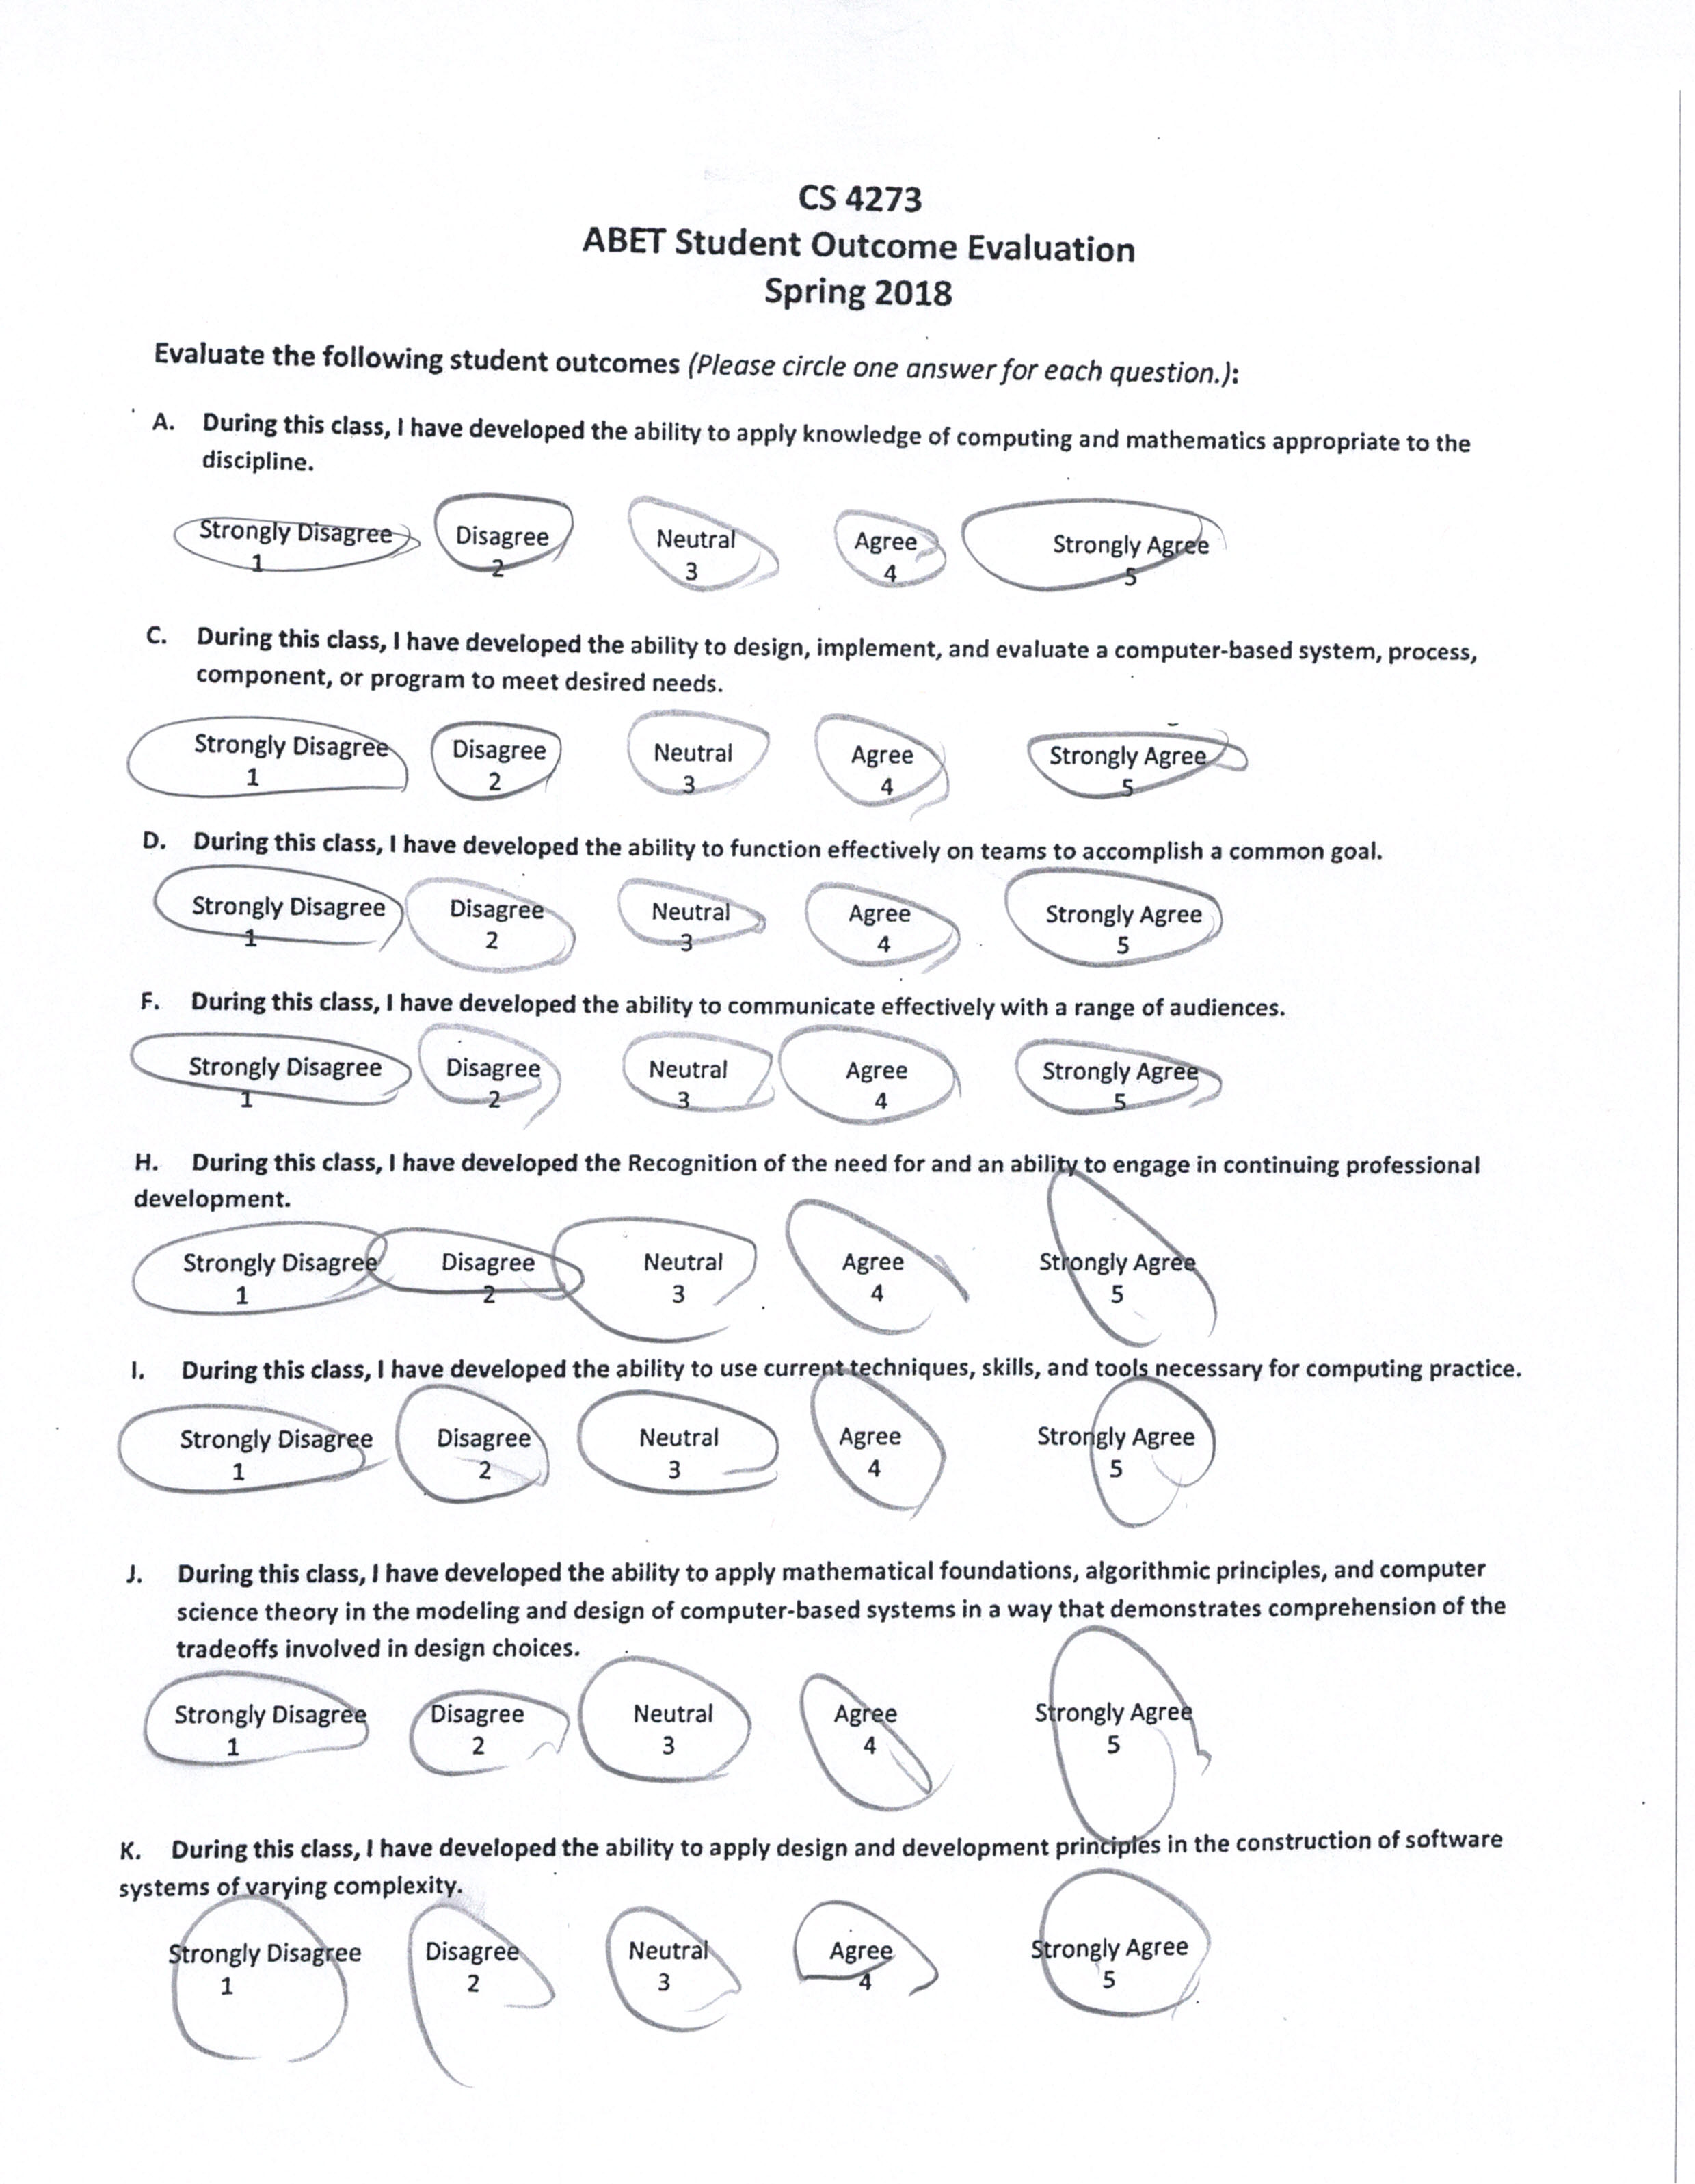 CS 4273
ABET Student Outcome Evaluation
Spring 2018
Evaluate the following student outcomes (Please circle one answer for each question.):
A. During this class, I have developed the ability to apply knowledge of computing and mathematics appropriate to the
discipline.
Strongly Disagree Disagree Neutral Agree Strongly Agree
1 2 3 4 5
C. During this class, I have developed the ability to design, implement, and evaluate a computer-based system, process,
component, or program to meet desired needs.
Strongly Disagree Disagree Neutral Agree Strongly Agree
1 2 3 4 5
D. During this class, I have developed the ability to function effectively on teams to accomplish a common goal.
Strongly Disagree Disagree Neutral Agree Strongly Agree
1 2 3 4 5
F. During this class, I have developed the ability to communicate effectively with a range of audiences.
Strongly Disagree Disagree Neutral Agree Strongly Agree
1 2 3 4 5
H. During this class, I have developed the Recognition of the need for and an ability to engage in continuing professional
development.
Strongly Disagree Disagree Neutral Agree Strongly Agree
1 2 3 4 5
I. During this class, I have developed the ability to use current techniques, skills, and tools necessary for computing practice.
Strongly Disagree Disagree Neutral Agree Strongly Agree
1 2 3 4 5
J. During this class, I have developed the ability to apply mathematical foundations, algorithmic principles, and computer
science theory in the modeling and design of computer-based systems in a way that demonstrates comprehension of the
tradeoffs involved in design choices.
Strongly Disagree Disagree Neutral Agree Strongly Agree
1 2 3 4 5
K. During this class, I have developed the ability to apply design and development principles in the construction of software
systems of varying complexity.
Strongly Disagree Disagree Neutral Agree Strongly Agree
1 2 3 4 5